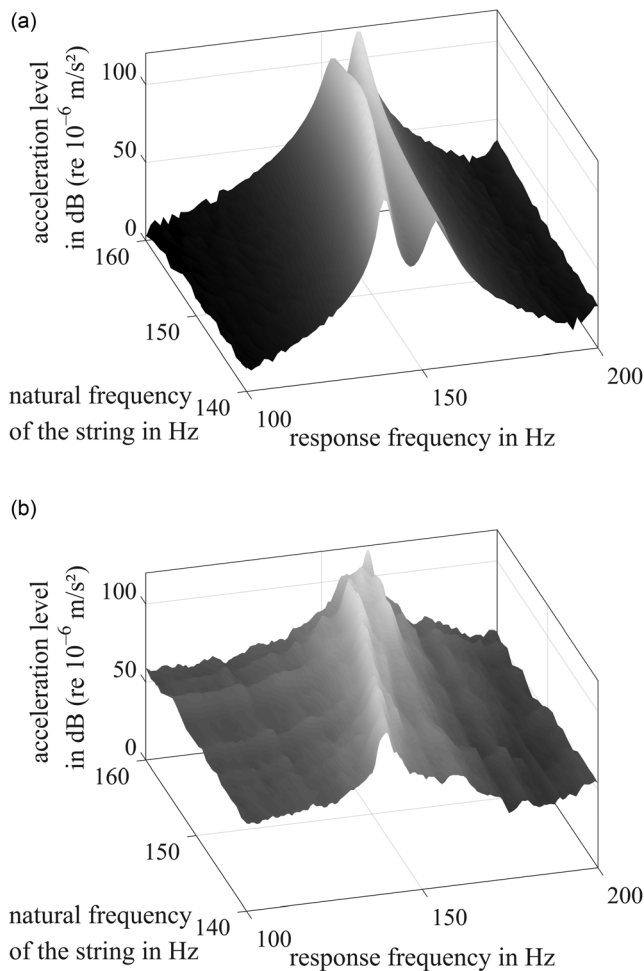 (a)
acceleration level
in dB (re 10⁻⁶ m/s²)
100
50
0
160
150
140
natural frequency
of the string in Hz
100
150
200
response frequency in Hz
(b)
acceleration level
in dB (re 10⁻⁶ m/s²)
100
50
0
160
150
140
natural frequency
of the string in Hz
100
150
200
response frequency in Hz